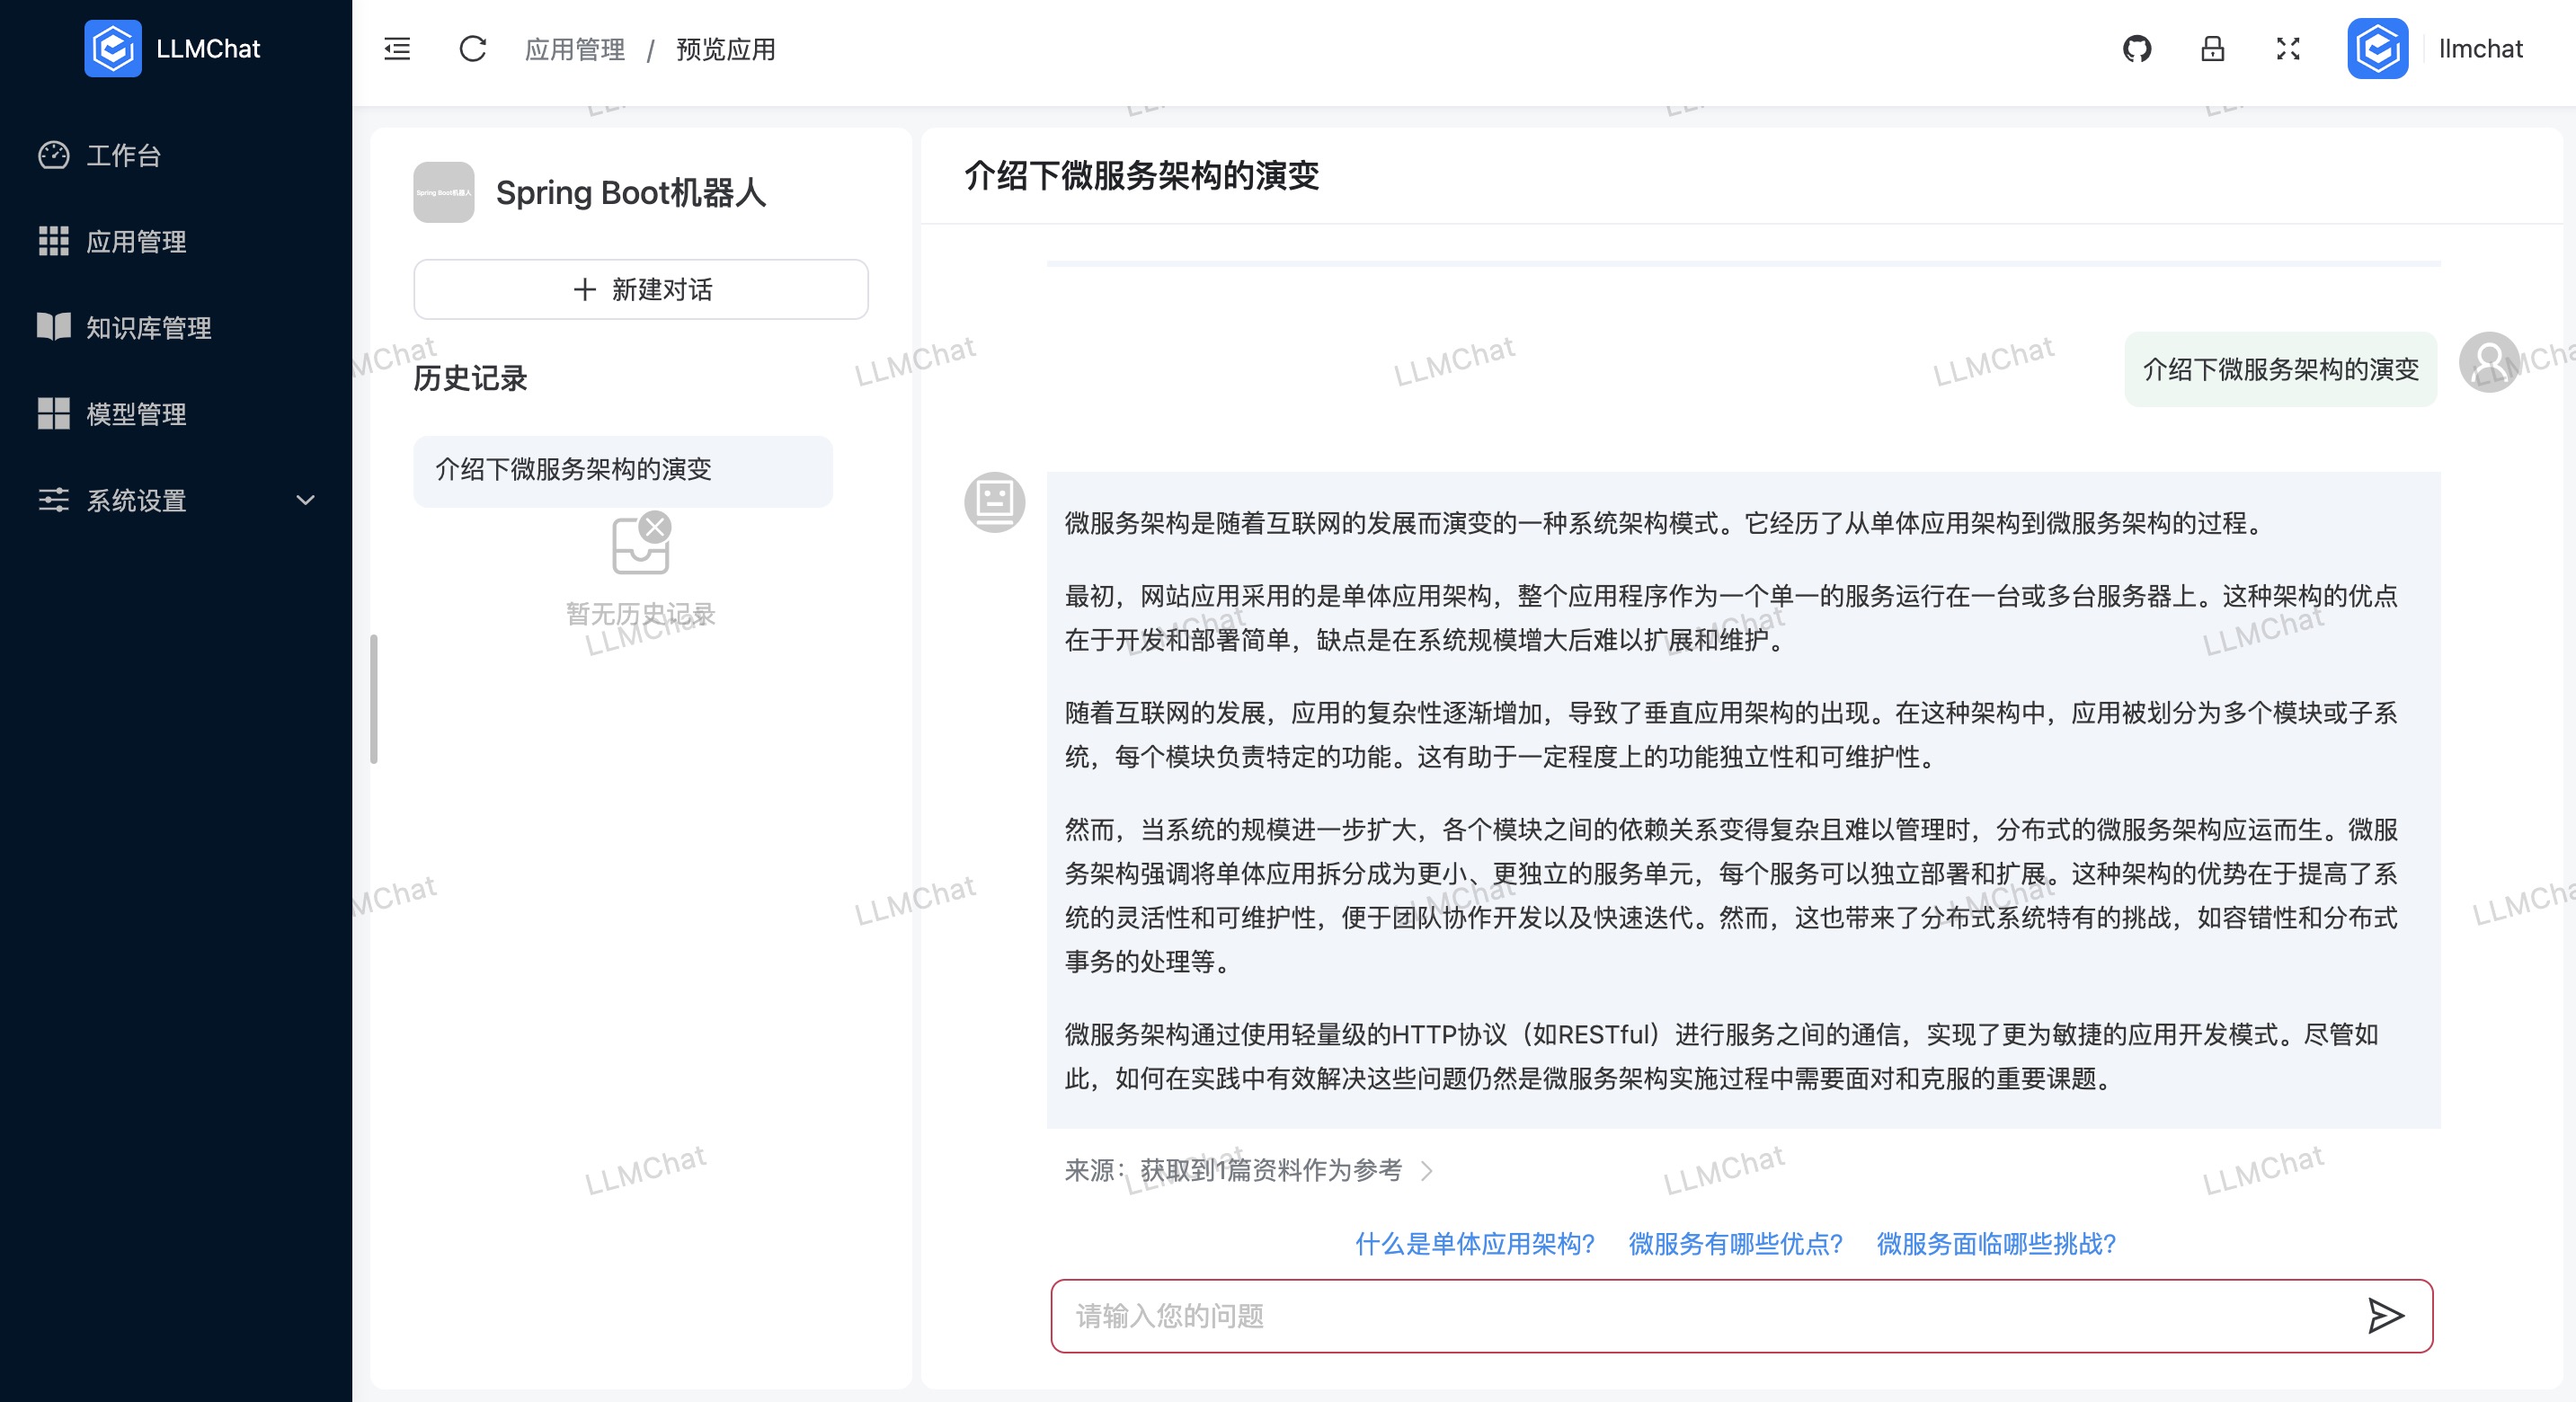 LLMChat
应用管理 / 预览应用
llmchat
工作台
应用管理
知识库管理
模型管理
系统设置
Spring Boot机器人
Spring Boot机器人
新建对话
历史记录
介绍下微服务架构的演变
暂无历史记录
介绍下微服务架构的演变
介绍下微服务架构的演变
微服务架构是随着互联网的发展而演变的一种系统架构模式。它经历了从单体应用架构到微服务架构的过程。
最初，网站应用采用的是单体应用架构，整个应用程序作为一个单一的服务运行在一台或多台服务器上。这种架构的优点
在于开发和部署简单，缺点是在系统规模增大后难以扩展和维护。
随着互联网的发展，应用的复杂性逐渐增加，导致了垂直应用架构的出现。在这种架构中，应用被划分为多个模块或子系
统，每个模块负责特定的功能。这有助于一定程度上的功能独立性和可维护性。
然而，当系统的规模进一步扩大，各个模块之间的依赖关系变得复杂且难以管理时，分布式的微服务架构应运而生。微服
务架构强调将单体应用拆分成为更小、更独立的服务单元，每个服务可以独立部署和扩展。这种架构的优势在于提高了系
统的灵活性和可维护性，便于团队协作开发以及快速迭代。然而，这也带来了分布式系统特有的挑战，如容错性和分布式
事务的处理等。
微服务架构通过使用轻量级的HTTP协议（如RESTful）进行服务之间的通信，实现了更为敏捷的应用开发模式。尽管如
此，如何在实践中有效解决这些问题仍然是微服务架构实施过程中需要面对和克服的重要课题。
来源：获取到1篇资料作为参考
什么是单体应用架构? 微服务有哪些优点? 微服务面临哪些挑战?
请输入您的问题
LLMChat
LLMChat
LLMChat
LLMChat
LLMChat
LLMChat
LLMChat
LLMChat
LLMChat
LLMChat
LLMChat
LLMChat
LLMChat
LLMChat